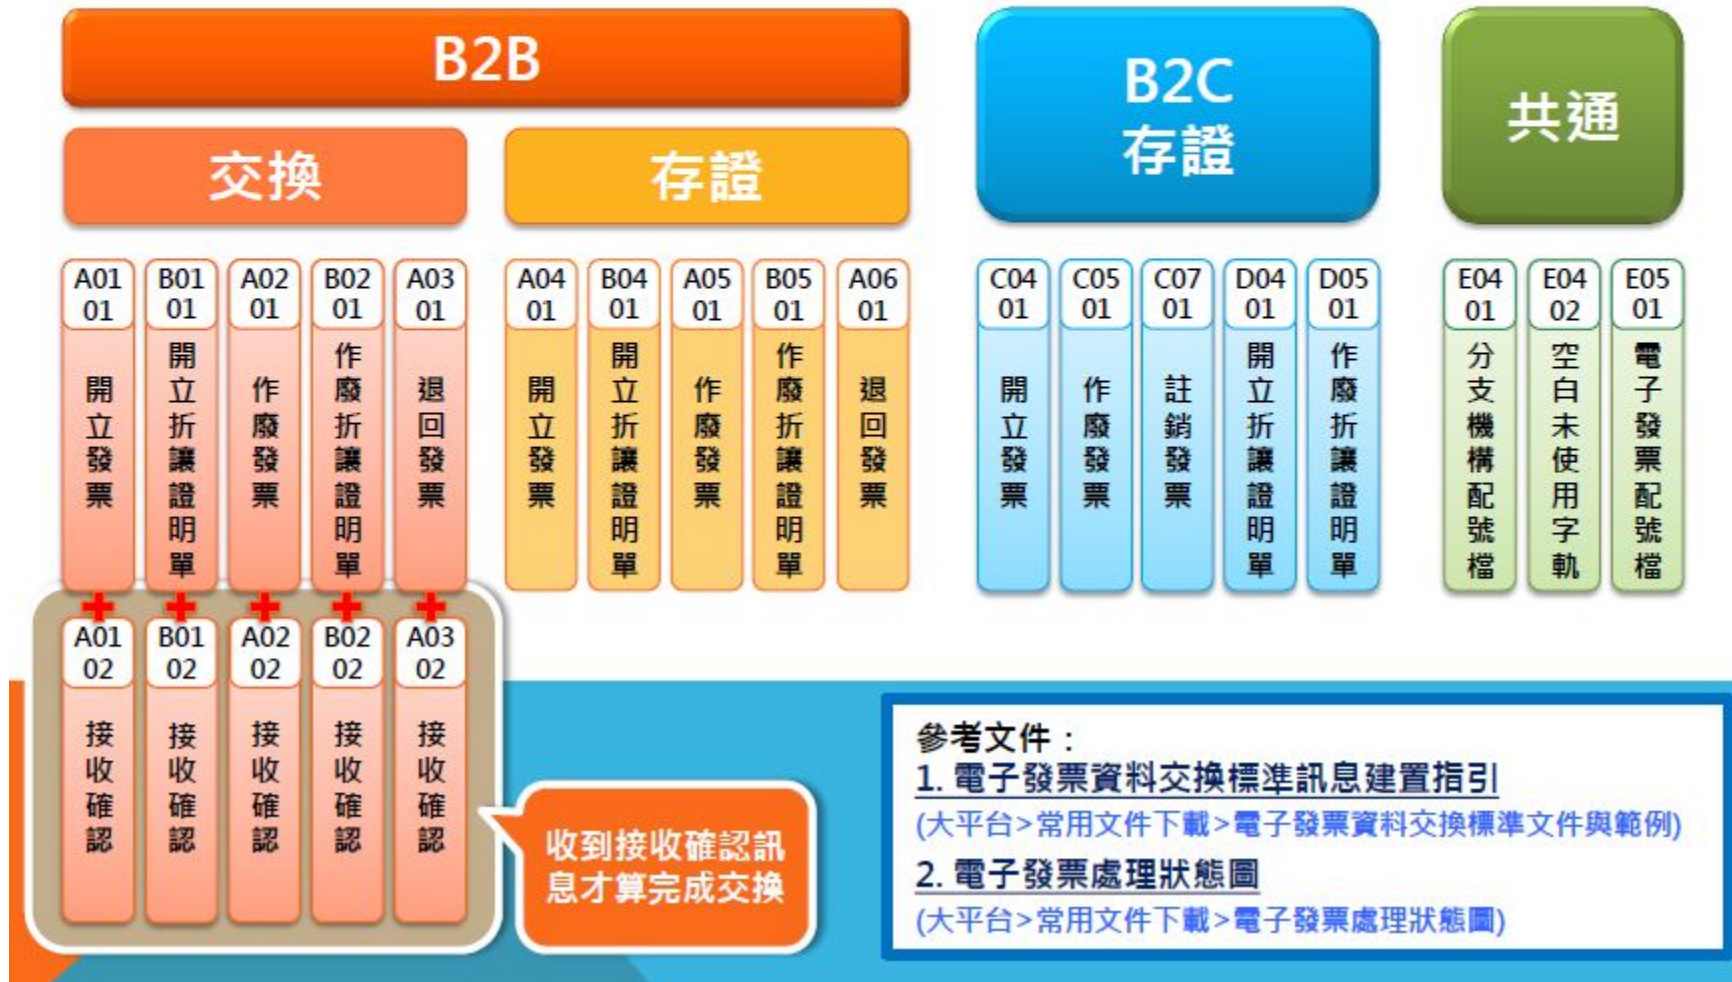 B2B
B2C
存證
共通
交換
存證
A01
01
開立發票
B01
01
開立折讓證明單
A02
01
作廢發票
B02
01
作廢折讓證明單
A03
01
退回發票
A04
01
開立發票
B04
01
開立折讓證明單
A05
01
作廢發票
B05
01
作廢折讓證明單
A06
01
退回發票
C04
01
開立發票
C05
01
作廢發票
C07
01
註銷發票
D04
01
開立折讓證明單
D05
01
作廢折讓證明單
E04
01
分支機構配號檔
E04
02
空白未使用字軌
E05
01
電子發票配號檔
A01
02
接收確認
B01
02
接收確認
A02
02
接收確認
B02
02
接收確認
A03
02
接收確認
收到接收確認訊
息才算完成交換
參考文件：
1. 電子發票資料交換標準訊息建置指引
(大平台>常用文件下載>電子發票資料交換標準文件與範例)
2. 電子發票處理狀態圖
(大平台>常用文件下載>電子發票處理狀態圖)